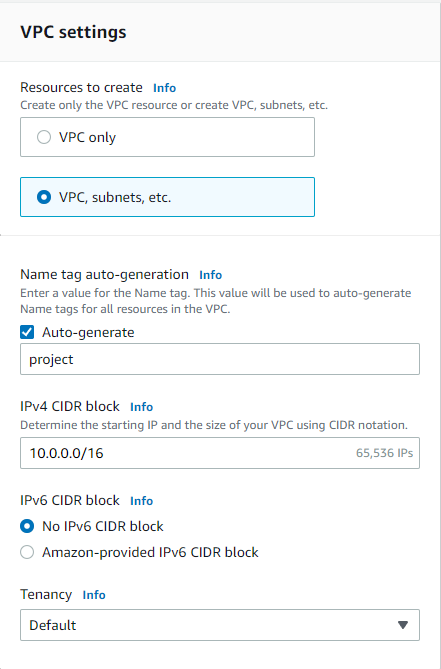 VPC settings
Resources to create Info
Create only the VPC resource or create VPC, subnets, etc.
VPC only
VPC, subnets, etc.
Name tag auto-generation Info
Enter a value for the Name tag. This value will be used to auto-generate
Name tags for all resources in the VPC.
Auto-generate
project
IPv4 CIDR block Info
Determine the starting IP and the size of your VPC using CIDR notation.
10.0.0.0/16 65,536 IPs
IPv6 CIDR block Info
No IPv6 CIDR block
Amazon-provided IPv6 CIDR block
Tenancy Info
Default